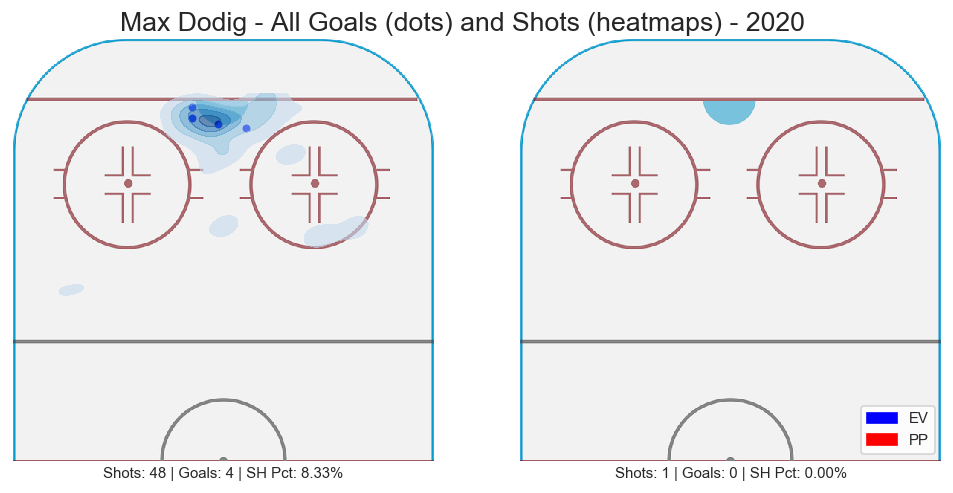 Max Dodig - All Goals (dots) and Shots (heatmaps) - 2020
EV
PP
Shots: 48 | Goals: 4 | SH Pct: 8.33%
Shots: 1 | Goals: 0 | SH Pct: 0.00%